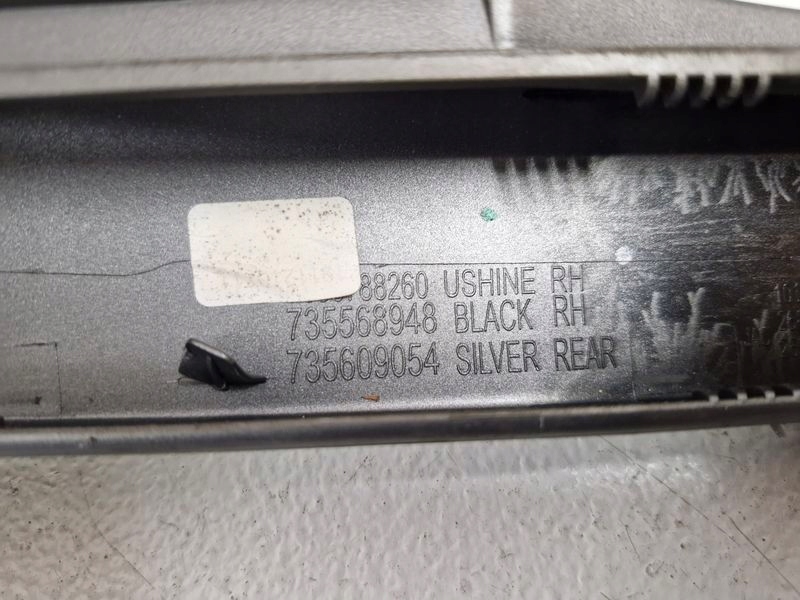 88260 USHINE RH
735568948 BLACK RH
735609054 SILVER REAR